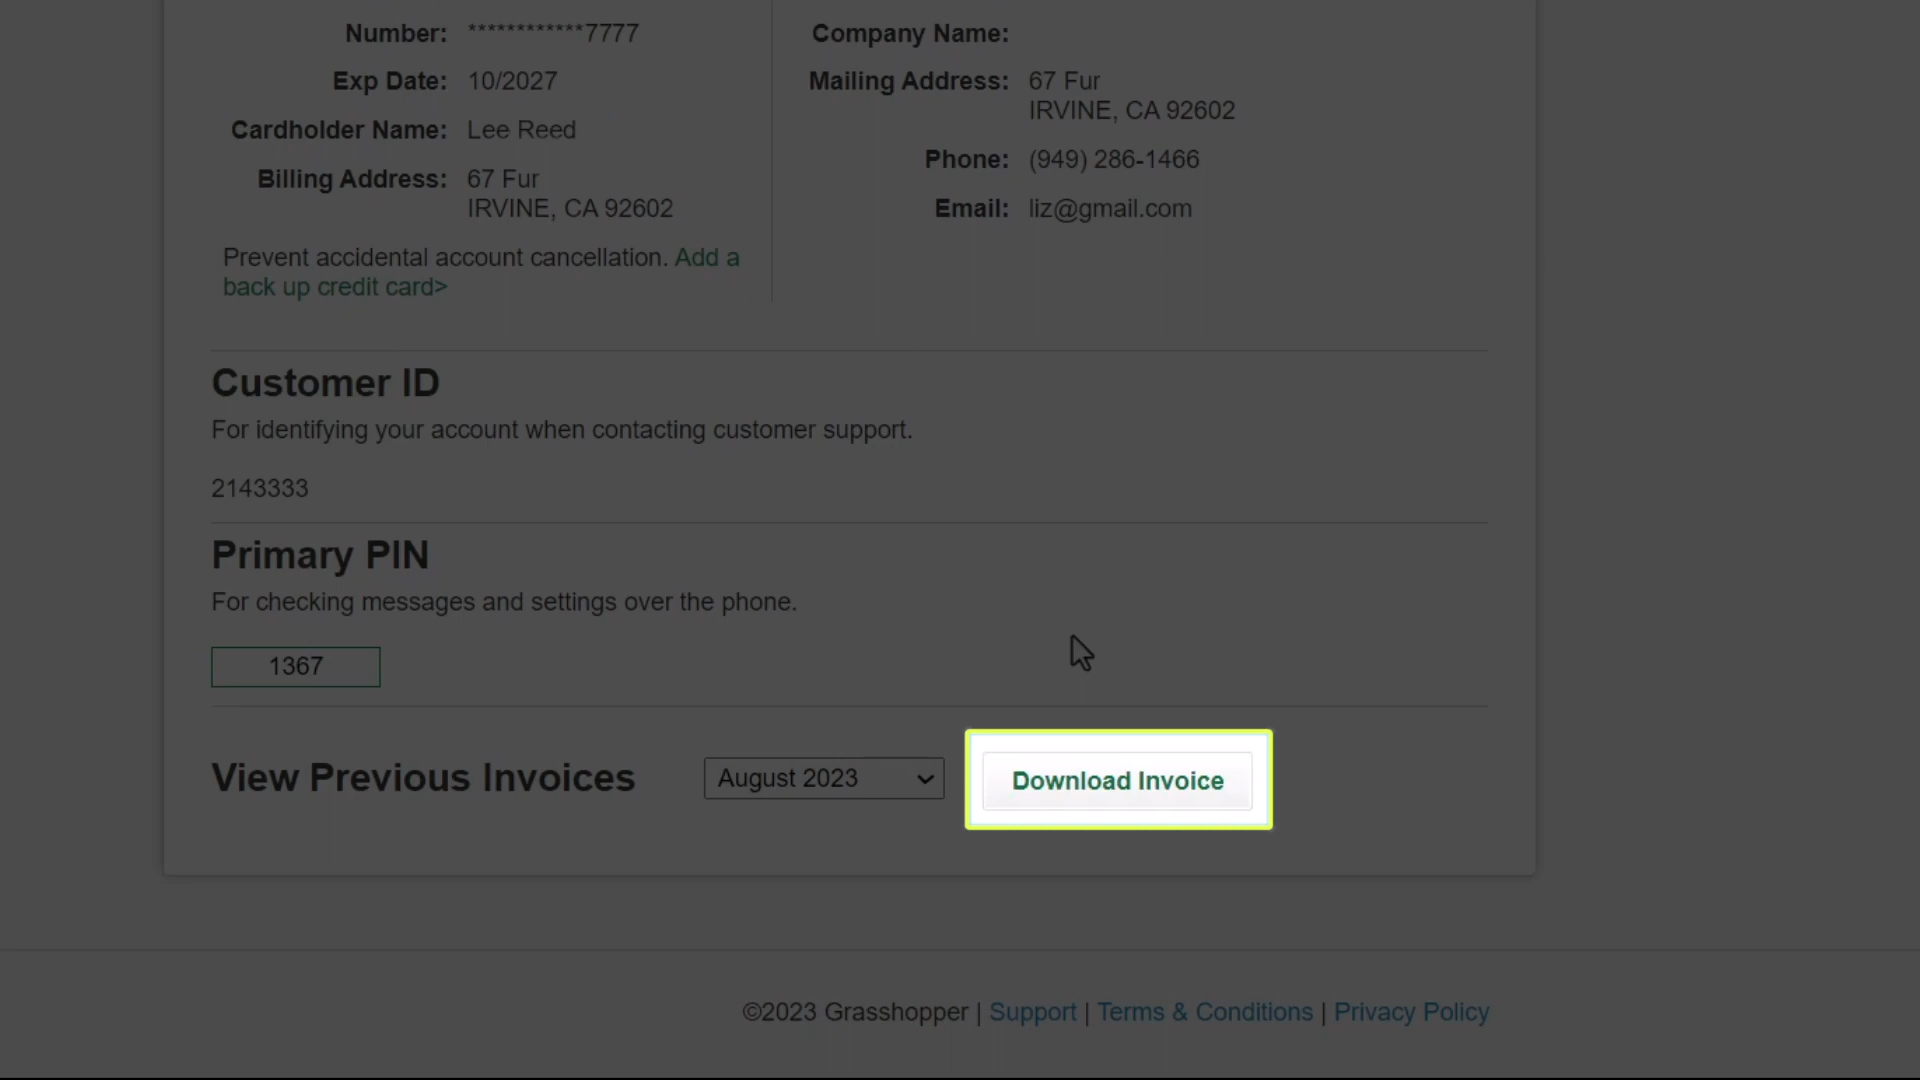 Number: ************7777
Exp Date: 10/2027
Cardholder Name: Lee Reed
Billing Address: 67 Fur
IRVINE, CA 92602
Prevent accidental account cancellation. Add a
back up credit card>
Company Name:
Mailing Address: 67 Fur
IRVINE, CA 92602
Phone: (949) 286-1466
Email: liz@gmail.com
Customer ID
For identifying your account when contacting customer support.
2143333
Primary PIN
For checking messages and settings over the phone.
1367
View Previous Invoices August 2023 Download Invoice
©2023 Grasshopper | Support | Terms & Conditions | Privacy Policy